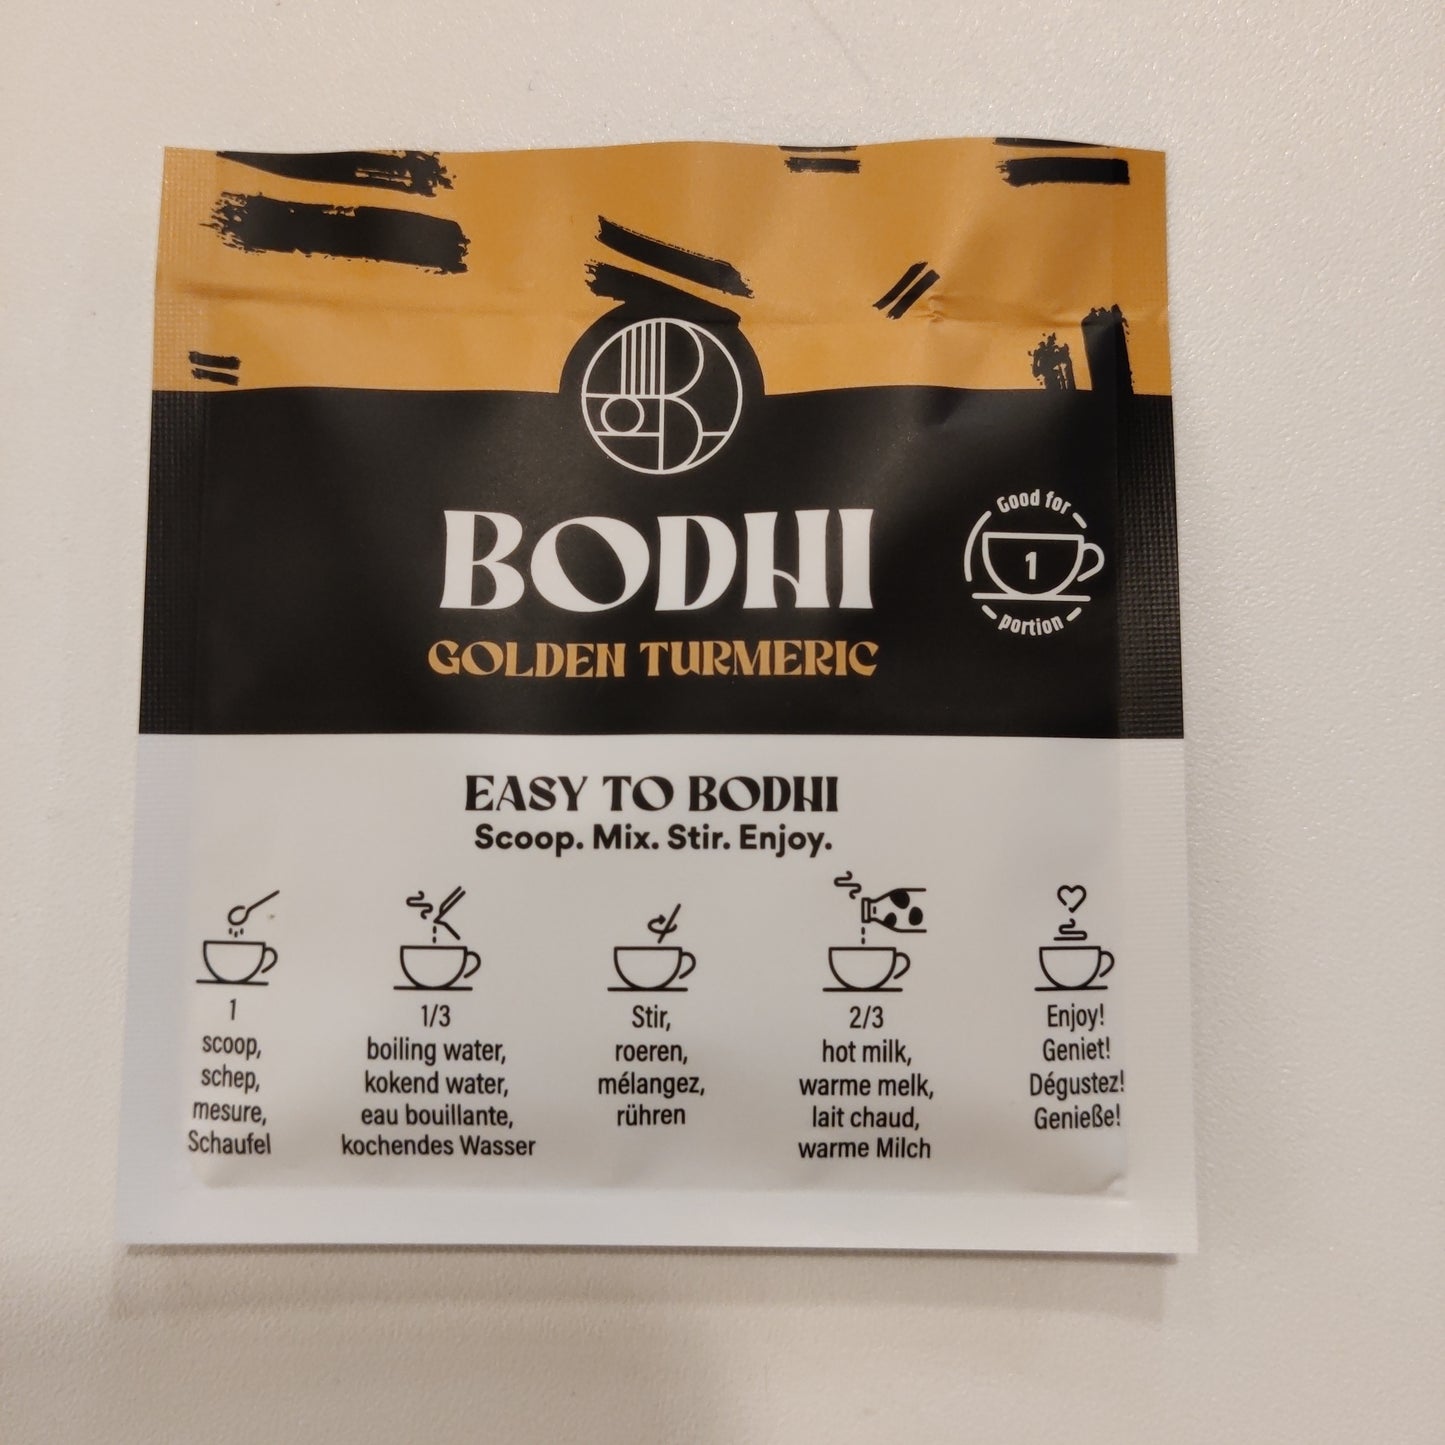 BODHI
GOLDEN TURMERIC
Good for
1
portion
EASY TO BODHI
Scoop. Mix. Stir. Enjoy.
1
scoop,
schep,
mesure,
Schaufel
1/3
boiling water,
kokend water,
eau bouillante,
kochendes Wasser
Stir,
roeren,
mélangez,
rühren
2/3
hot milk,
warme melk,
lait chaud,
warme Milch
Enjoy!
Geniet!
Dégustez!
Genieße!